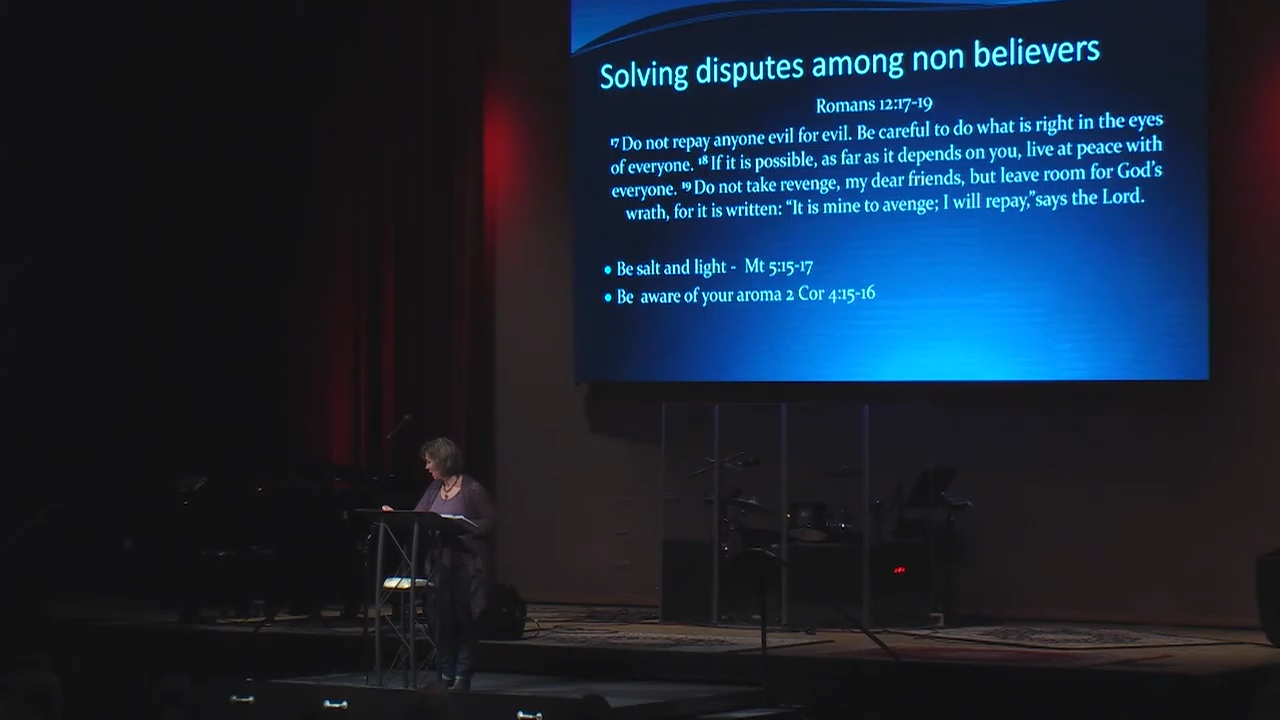 Solving disputes among non believers
Romans 12:17-19
¹⁷ Do not repay anyone evil for evil. Be careful to do what is right in the eyes
of everyone. ¹⁸ If it is possible, as far as it depends on you, live at peace with
everyone. ¹⁹ Do not take revenge, my dear friends, but leave room for God's
wrath, for it is written: “It is mine to avenge; I will repay,”says the Lord.
• Be salt and light - Mt 5:15-17
• Be aware of your aroma 2 Cor 4:15-16